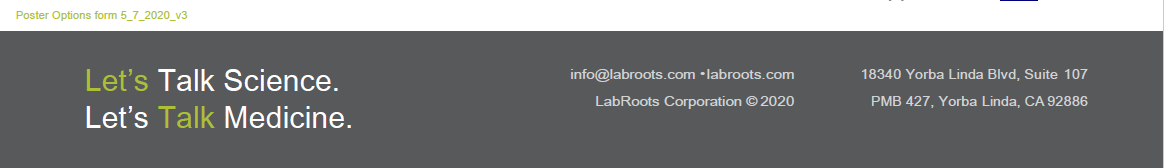 Poster Options form 5_7_2020_v3
Let's Talk Science.
Let's Talk Medicine.
info@labroots.com •labroots.com
LabRoots Corporation © 2020
18340 Yorba Linda Blvd, Suite 107
PMB 427, Yorba Linda, CA 92886